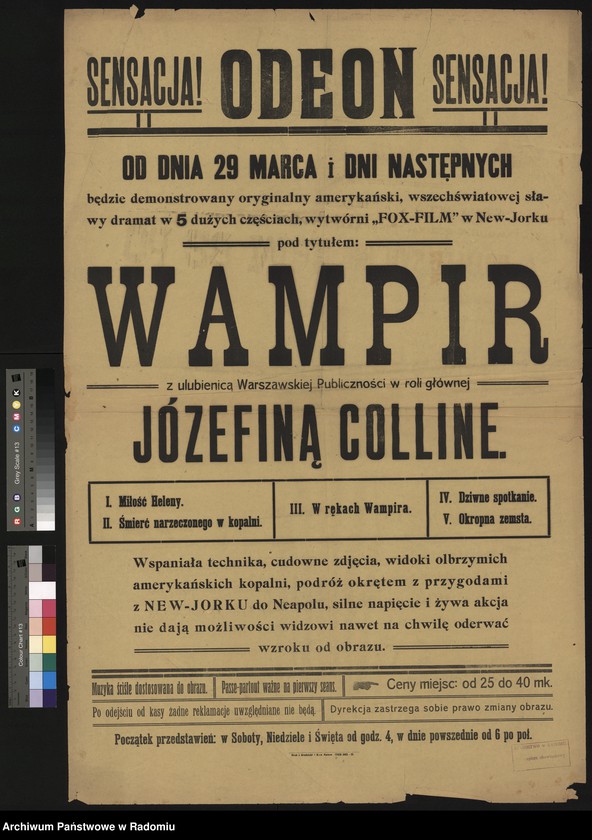 SENSACJA! ODEON SENSACJA!
OD DNIA 29 MARCA i DNI NASTĘPNYCH
będzie demonstrowany oryginalny amerykański, wszechświatowej sła-
wy dramat w 5 dużych częściach, wytwórni „FOX-FILM” w New-Jorku
pod tytułem:
WAMPIR
z ulubienicą Warszawskiej Publiczności w roli głównej
JÓZEFINĄ COLLINE.
I. Miłość Heleny.
II. Śmierć narzeczonego w kopalni.
III. W rękach Wampira.
IV. Dziwne spotkanie.
V. Okropna zemsta.
Wspaniała technika, cudowne zdjęcia, widoki olbrzymich
amerykańskich kopalni, podróż okrętem z przygodami
z NEW-JORKU do Neapolu, silne napięcie i żywa akcja
nie dają możliwości widzowi nawet na chwilę oderwać
wzroku od obrazu.
Muzyka ściśle dostosowana do obrazu. Passe-partout ważne na pierwszy seans. Ceny miejsc: od 25 do 40 mk.
Po odejściu od kasy żadne reklamacje uwzględniane nie będą. Dyrekcja zastrzega sobie prawo zmiany obrazu.
Początek przedstawień: w Soboty, Niedziele i Święta od godz. 4, w dnie powszednie od 6 po poł.
Grey Scale #13
R G B C M Y K
Colour Chart #13
Archiwum Państwowe w Radomiu